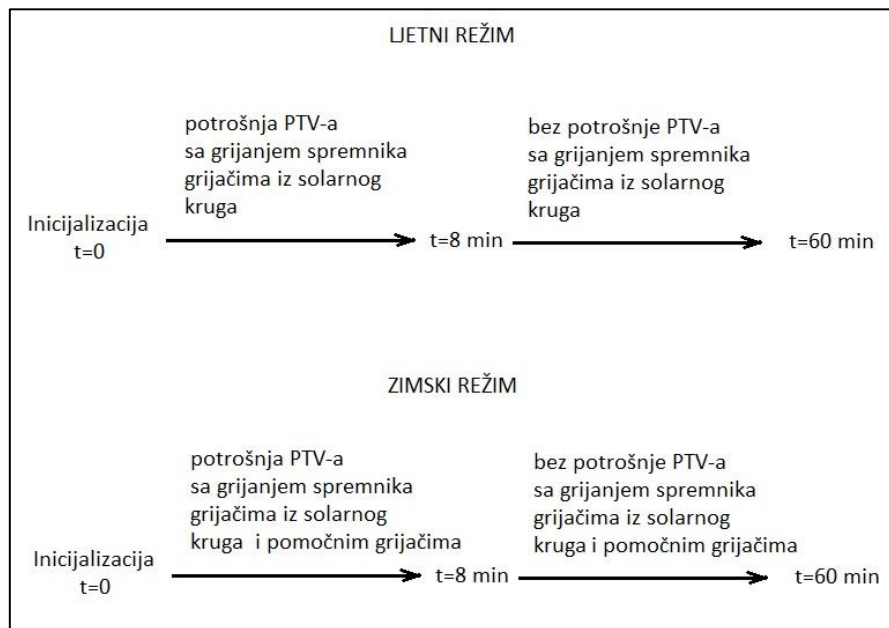 LJETNI REŽIM
potrošnja PTV-a
sa grijanjem spremnika
grijačima iz solarnog
kruga
bez potrošnje PTV-a
sa grijanjem spremnika
grijačima iz solarnog
kruga
Inicijalizacija
t=0
t=8 min
t=60 min
ZIMSKI REŽIM
potrošnja PTV-a
sa grijanjem spremnika
grijačima iz solarnog
kruga i pomočnim grijačima
bez potrošnje PTV-a
sa grijanjem spremnika
grijačima iz solarnog
kruga i pomočnim grijačima
Inicijalizacija
t=0
t=8 min
t=60 min